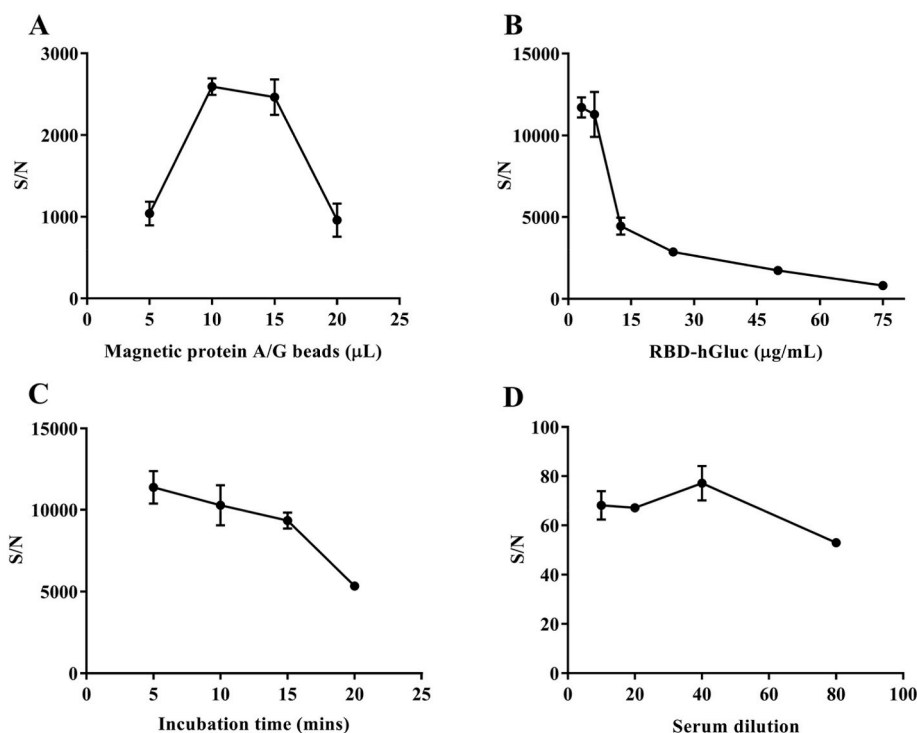 A
3000
2000
1000
0
S/N
0 5 10 15 20 25
Magnetic protein A/G beads (μL)
B
15000
10000
5000
0
S/N
0 15 30 45 60 75
RBD-hGluc (μg/mL)
C
15000
10000
5000
0
S/N
0 5 10 15 20 25
Incubation time (mins)
D
100
80
60
40
20
0
S/N
0 20 40 60 80 100
Serum dilution